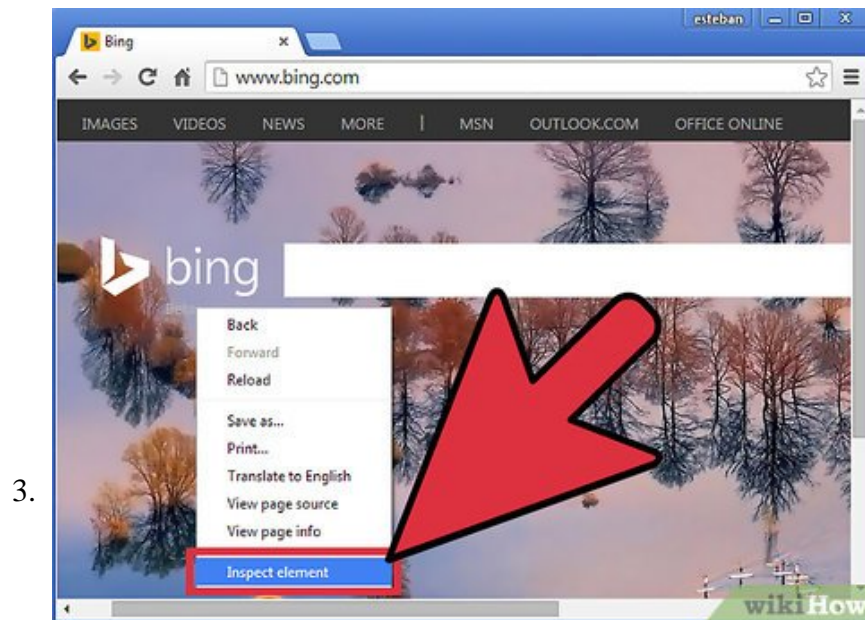 esteban
Bing
www.bing.com
IMAGES VIDEOS NEWS MORE | MSN OUTLOOK.COM OFFICE ONLINE
bing
Back
Forward
Reload
Save as...
Print...
Translate to English
View page source
View page info
3.
Inspect element
wikiHow